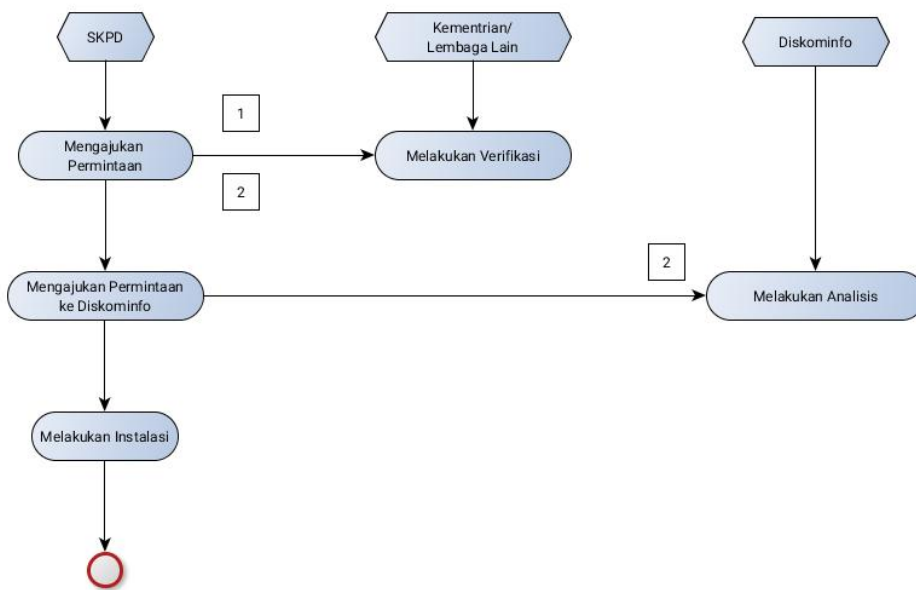 SKPD
Kementrian/
Lembaga Lain
Diskominfo
1
Mengajukan
Permintaan
Melakukan Verifikasi
2
2
Mengajukan Permintaan
ke Diskominfo
Melakukan Analisis
Melakukan Instalasi